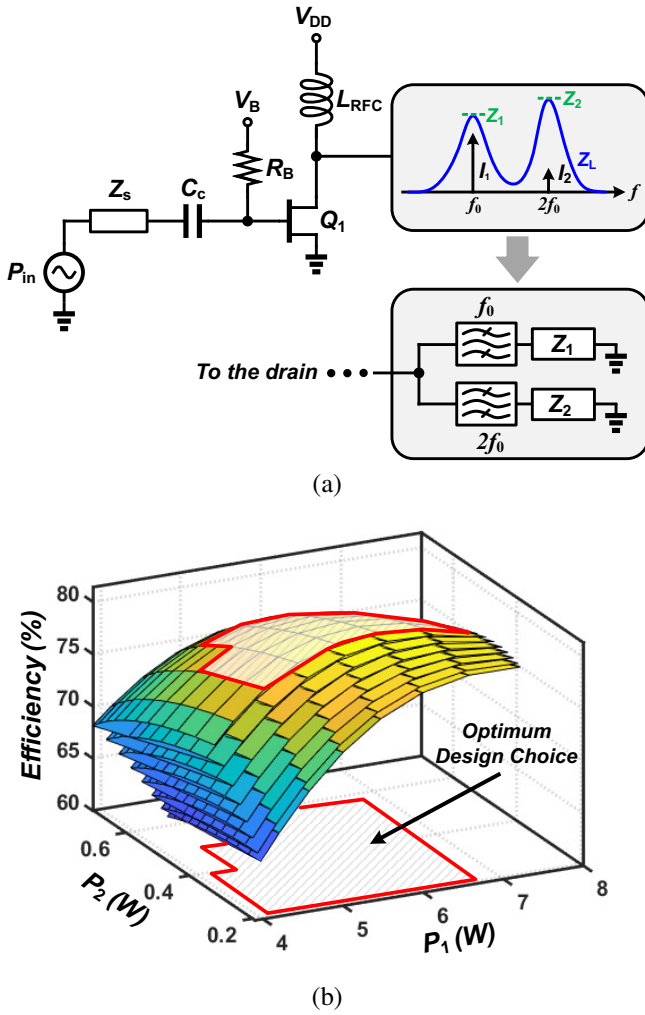 V_DD
L_RFC
V_B
R_B
Z_s
C_c
Q_1
P_in
Z_1
Z_2
Z_L
I_1
I_2
f_0
2f_0
f
f_0
Z_1
To the drain
Z_2
2f_0
(a)
80
75
70
65
60
Efficiency (%)
Optimum
Design Choice
0.6
0.4
0.2
P_2 (W)
4
5
6
7
8
P_1 (W)
(b)